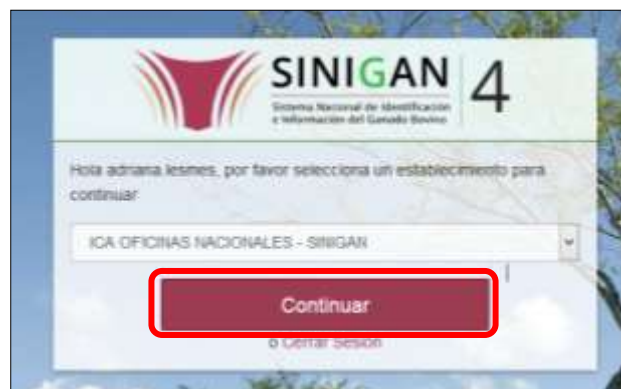 SINIGAN 4
Sistema Nacional de Identificación
e Información del Ganado Bovino
Hola adriana lesmes, por favor selecciona un establecimiento para
continuar
ICA OFICINAS NACIONALES - SINIGAN
Continuar
o Cerrar Sesión